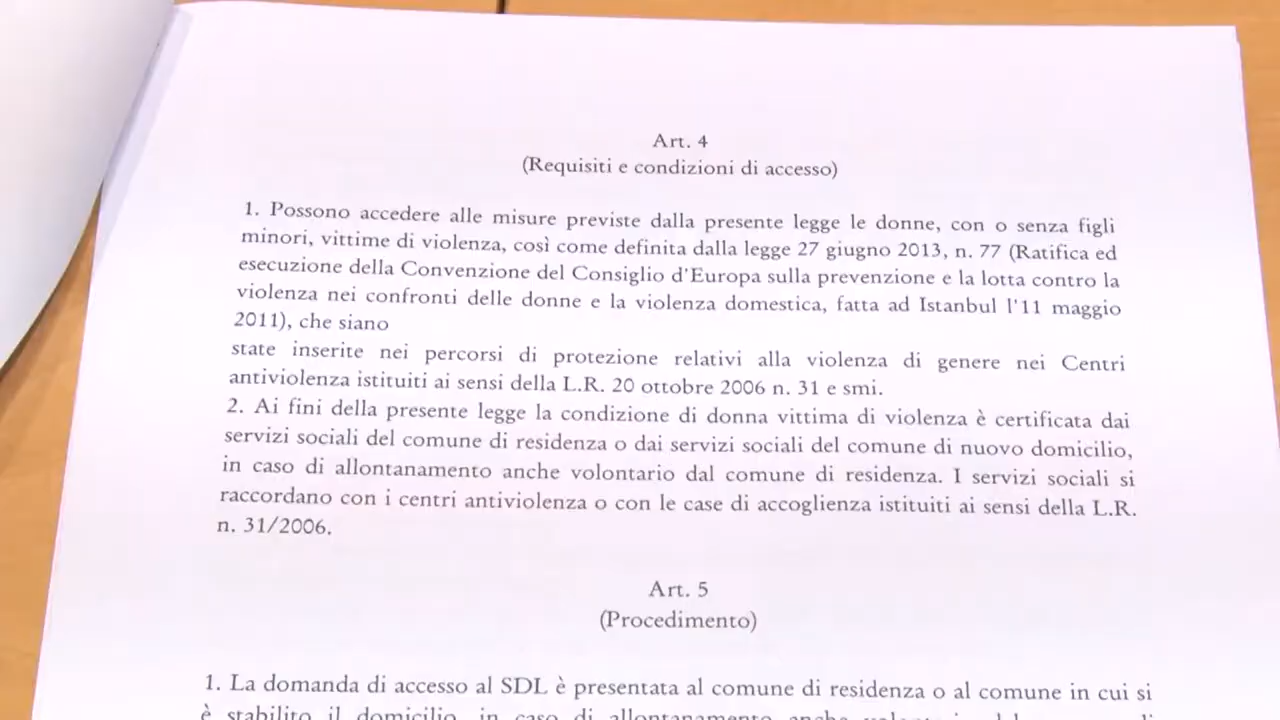 Art. 4
(Requisiti e condizioni di accesso)
1. Possono accedere alle misure previste dalla presente legge le donne, con o senza figli
minori, vittime di violenza, così come definita dalla legge 27 giugno 2013, n. 77 (Ratifica ed
esecuzione della Convenzione del Consiglio d'Europa sulla prevenzione e la lotta contro la
violenza nei confronti delle donne e la violenza domestica, fatta ad Istanbul l'11 maggio
2011), che siano
state inserite nei percorsi di protezione relativi alla violenza di genere nei Centri
antiviolenza istituiti ai sensi della L.R. 20 ottobre 2006 n. 31 e smi.
2. Ai fini della presente legge la condizione di donna vittima di violenza è certificata dai
servizi sociali del comune di residenza o dai servizi sociali del comune di nuovo domicilio,
in caso di allontanamento anche volontario dal comune di residenza. I servizi sociali si
raccordano con i centri antiviolenza o con le case di accoglienza istituiti ai sensi della L.R.
n. 31/2006.
Art. 5
(Procedimento)
1. La domanda di accesso al SDL è presentata al comune di residenza o al comune in cui si
è stabilito il domicilio, in caso di allontanamento anche